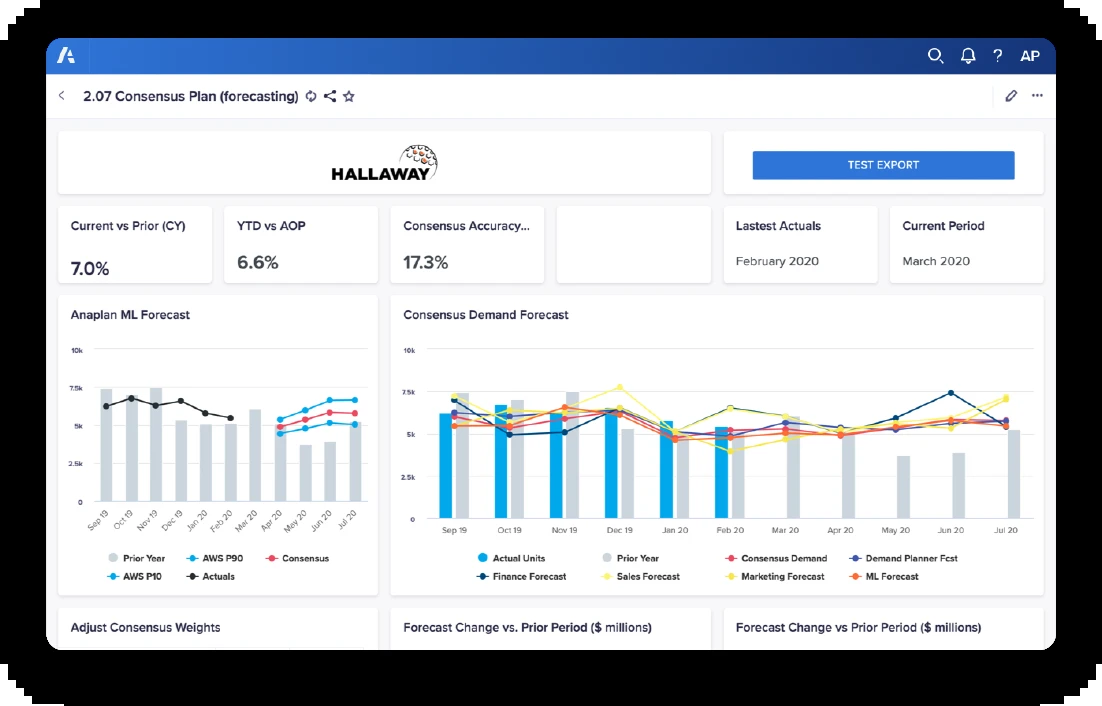 AP
2.07 Consensus Plan (forecasting)
HALLAWAY
TEST EXPORT
Current vs Prior (CY)
7.0%
YTD vs AOP
6.6%
Consensus Accuracy...
17.3%
Lastest Actuals
February 2020
Current Period
March 2020
Anaplan ML Forecast
10k
7.5k
5k
2.5k
0
Sep 19 Oct 19 Nov 19 Dec 19 Jan 20 Feb 20 Mar 20 Apr 20 May 20 Jun 20 Jul 20
Prior Year AWS P90 Consensus
AWS P10 Actuals
Consensus Demand Forecast
10k
7.5k
5k
2.5k
0
Sep 19 Oct 19 Nov 19 Dec 19 Jan 20 Feb 20 Mar 20 Apr 20 May 20 Jun 20 Jul 20
Actual Units Prior Year Consensus Demand Demand Planner Fcst
Finance Forecast Sales Forecast Marketing Forecast ML Forecast
Adjust Consensus Weights
Forecast Change vs. Prior Period ($ millions)
Forecast Change vs Prior Period ($ millions)